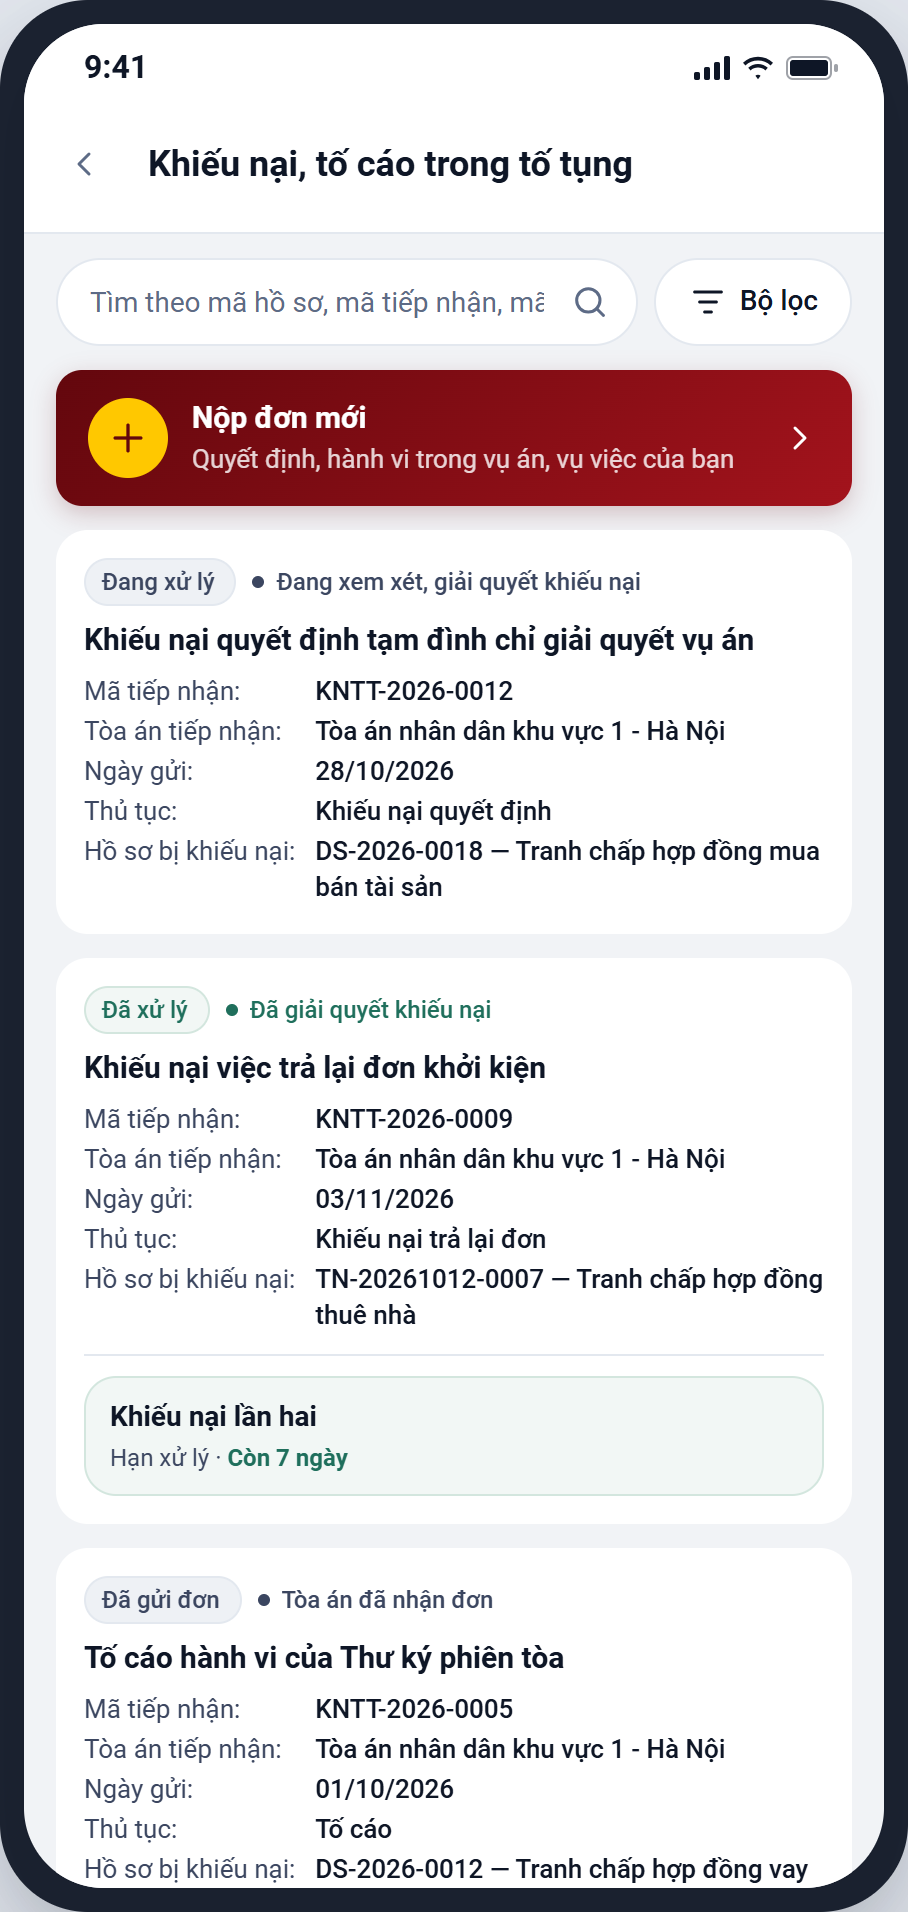 9:41
Khiếu nại, tố cáo trong tố tụng
Tìm theo mã hồ sơ, mã tiếp nhận, mã
Bộ lọc
Nộp đơn mới
Quyết định, hành vi trong vụ án, vụ việc của bạn
Đang xử lý
Đang xem xét, giải quyết khiếu nại
Khiếu nại quyết định tạm đình chỉ giải quyết vụ án
Mã tiếp nhận: KNTT-2026-0012
Tòa án tiếp nhận: Tòa án nhân dân khu vực 1 - Hà Nội
Ngày gửi: 28/10/2026
Thủ tục: Khiếu nại quyết định
Hồ sơ bị khiếu nại: DS-2026-0018 — Tranh chấp hợp đồng mua
bán tài sản
Đã xử lý
Đã giải quyết khiếu nại
Khiếu nại việc trả lại đơn khởi kiện
Mã tiếp nhận: KNTT-2026-0009
Tòa án tiếp nhận: Tòa án nhân dân khu vực 1 - Hà Nội
Ngày gửi: 03/11/2026
Thủ tục: Khiếu nại trả lại đơn
Hồ sơ bị khiếu nại: TN-20261012-0007 — Tranh chấp hợp đồng
thuê nhà
Khiếu nại lần hai
Hạn xử lý · Còn 7 ngày
Đã gửi đơn
Tòa án đã nhận đơn
Tố cáo hành vi của Thư ký phiên tòa
Mã tiếp nhận: KNTT-2026-0005
Tòa án tiếp nhận: Tòa án nhân dân khu vực 1 - Hà Nội
Ngày gửi: 01/10/2026
Thủ tục: Tố cáo
Hồ sơ bị khiếu nại: DS-2026-0012 — Tranh chấp hợp đồng vay